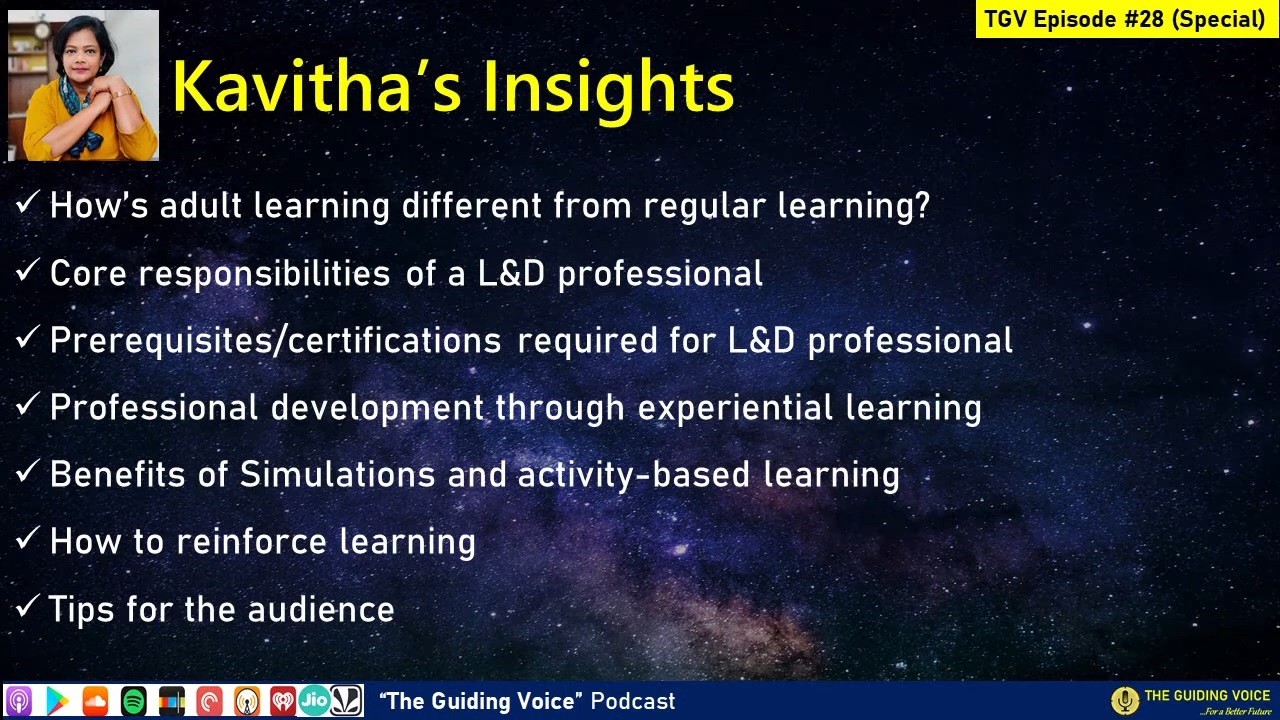 TGV Episode #28 (Special)
Kavitha’s Insights
✓ How’s adult learning different from regular learning?
✓ Core responsibilities of a L&D professional
✓ Prerequisites/certifications required for L&D professional
✓ Professional development through experiential learning
✓ Benefits of Simulations and activity-based learning
✓ How to reinforce learning
✓ Tips for the audience
Jio
“The Guiding Voice” Podcast
THE GUIDING VOICE
...For a Better Future